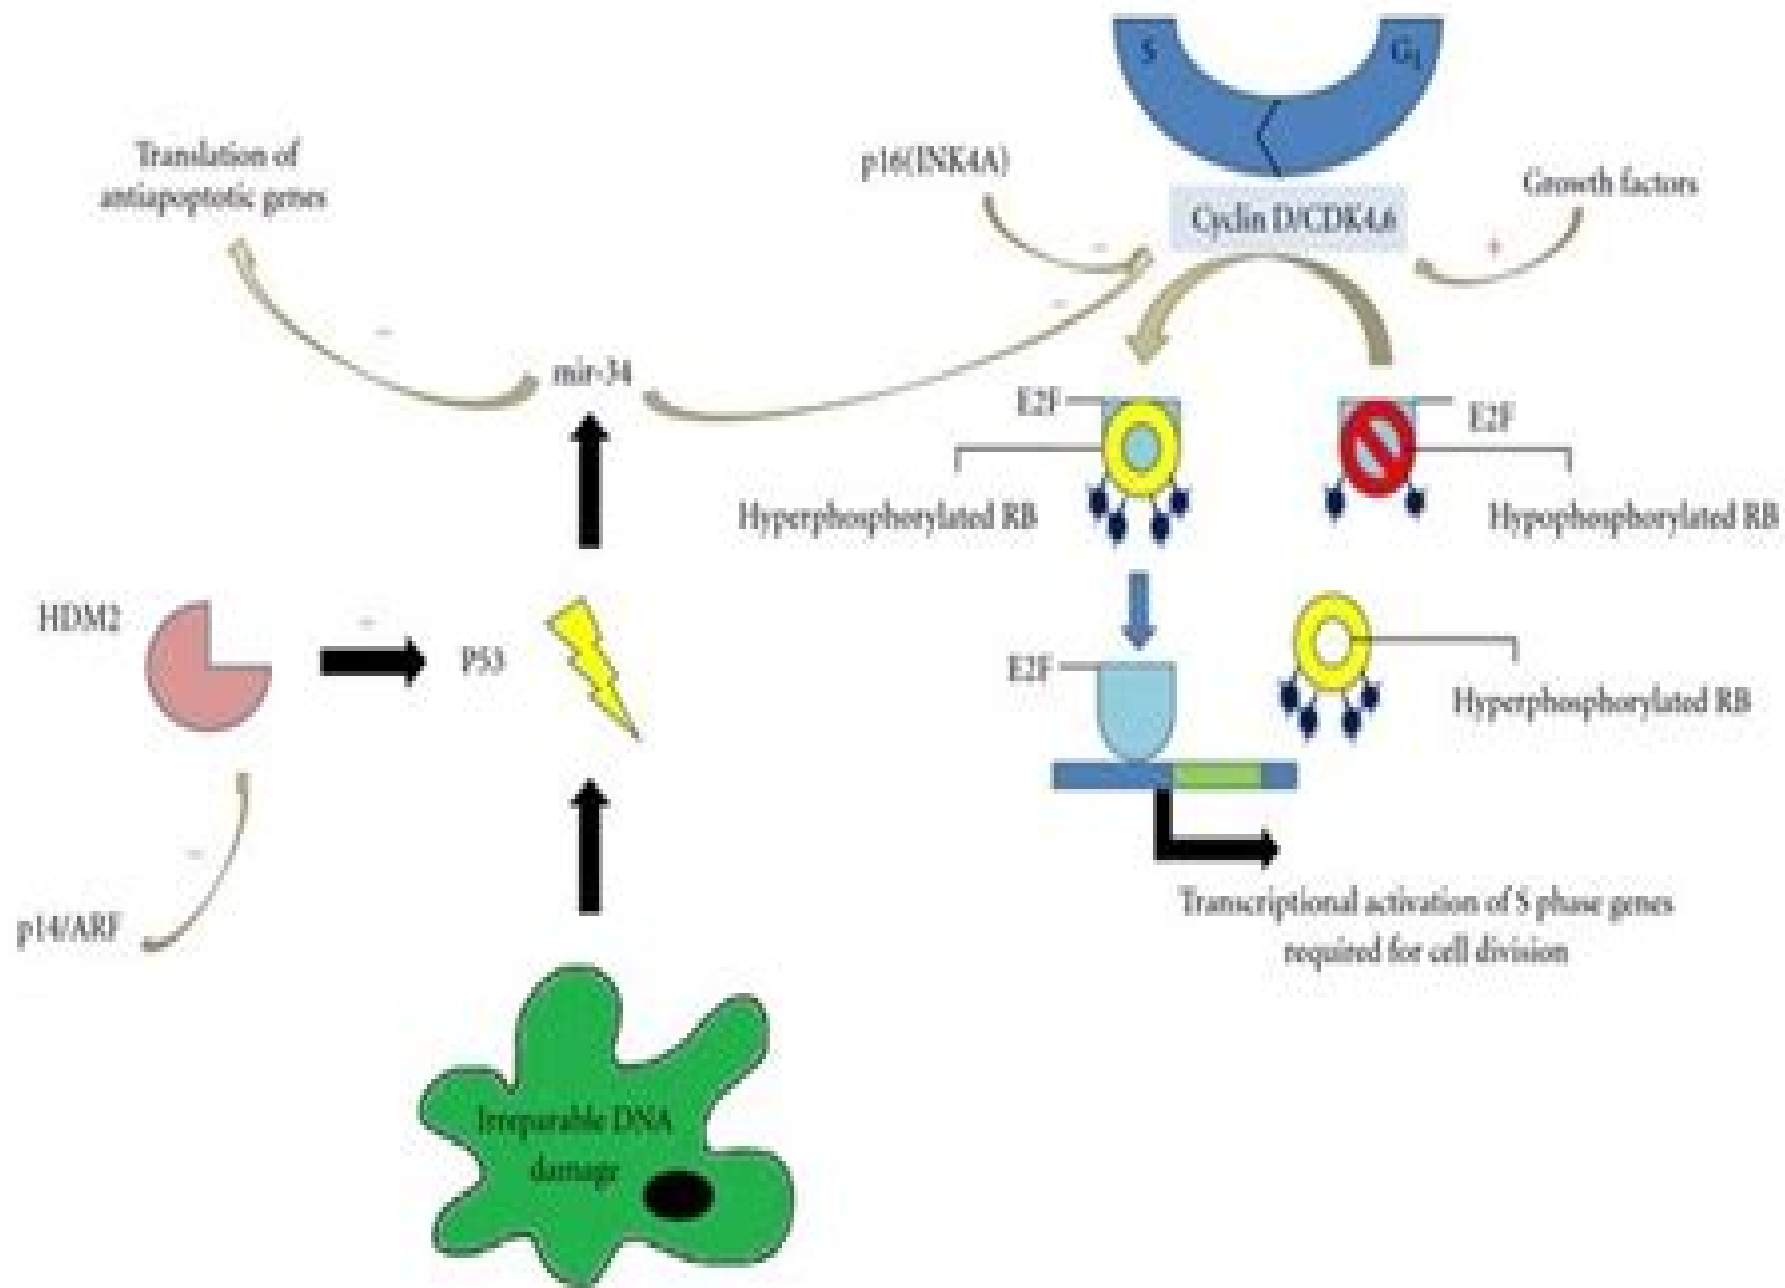 S
G1
Translation of
antiapoptotic genes
p16(INK4A)
Growth factors
Cyclin D/CDK4,6
–
+
–
–
mir-34
E2F
E2F
Hyperphosphorylated RB
Hypophosphorylated RB
HDM2
–
P53
E2F
Hyperphosphorylated RB
–
p14/ARF
Transcriptional activation of S phase genes
required for cell division
Irreparable DNA
damage